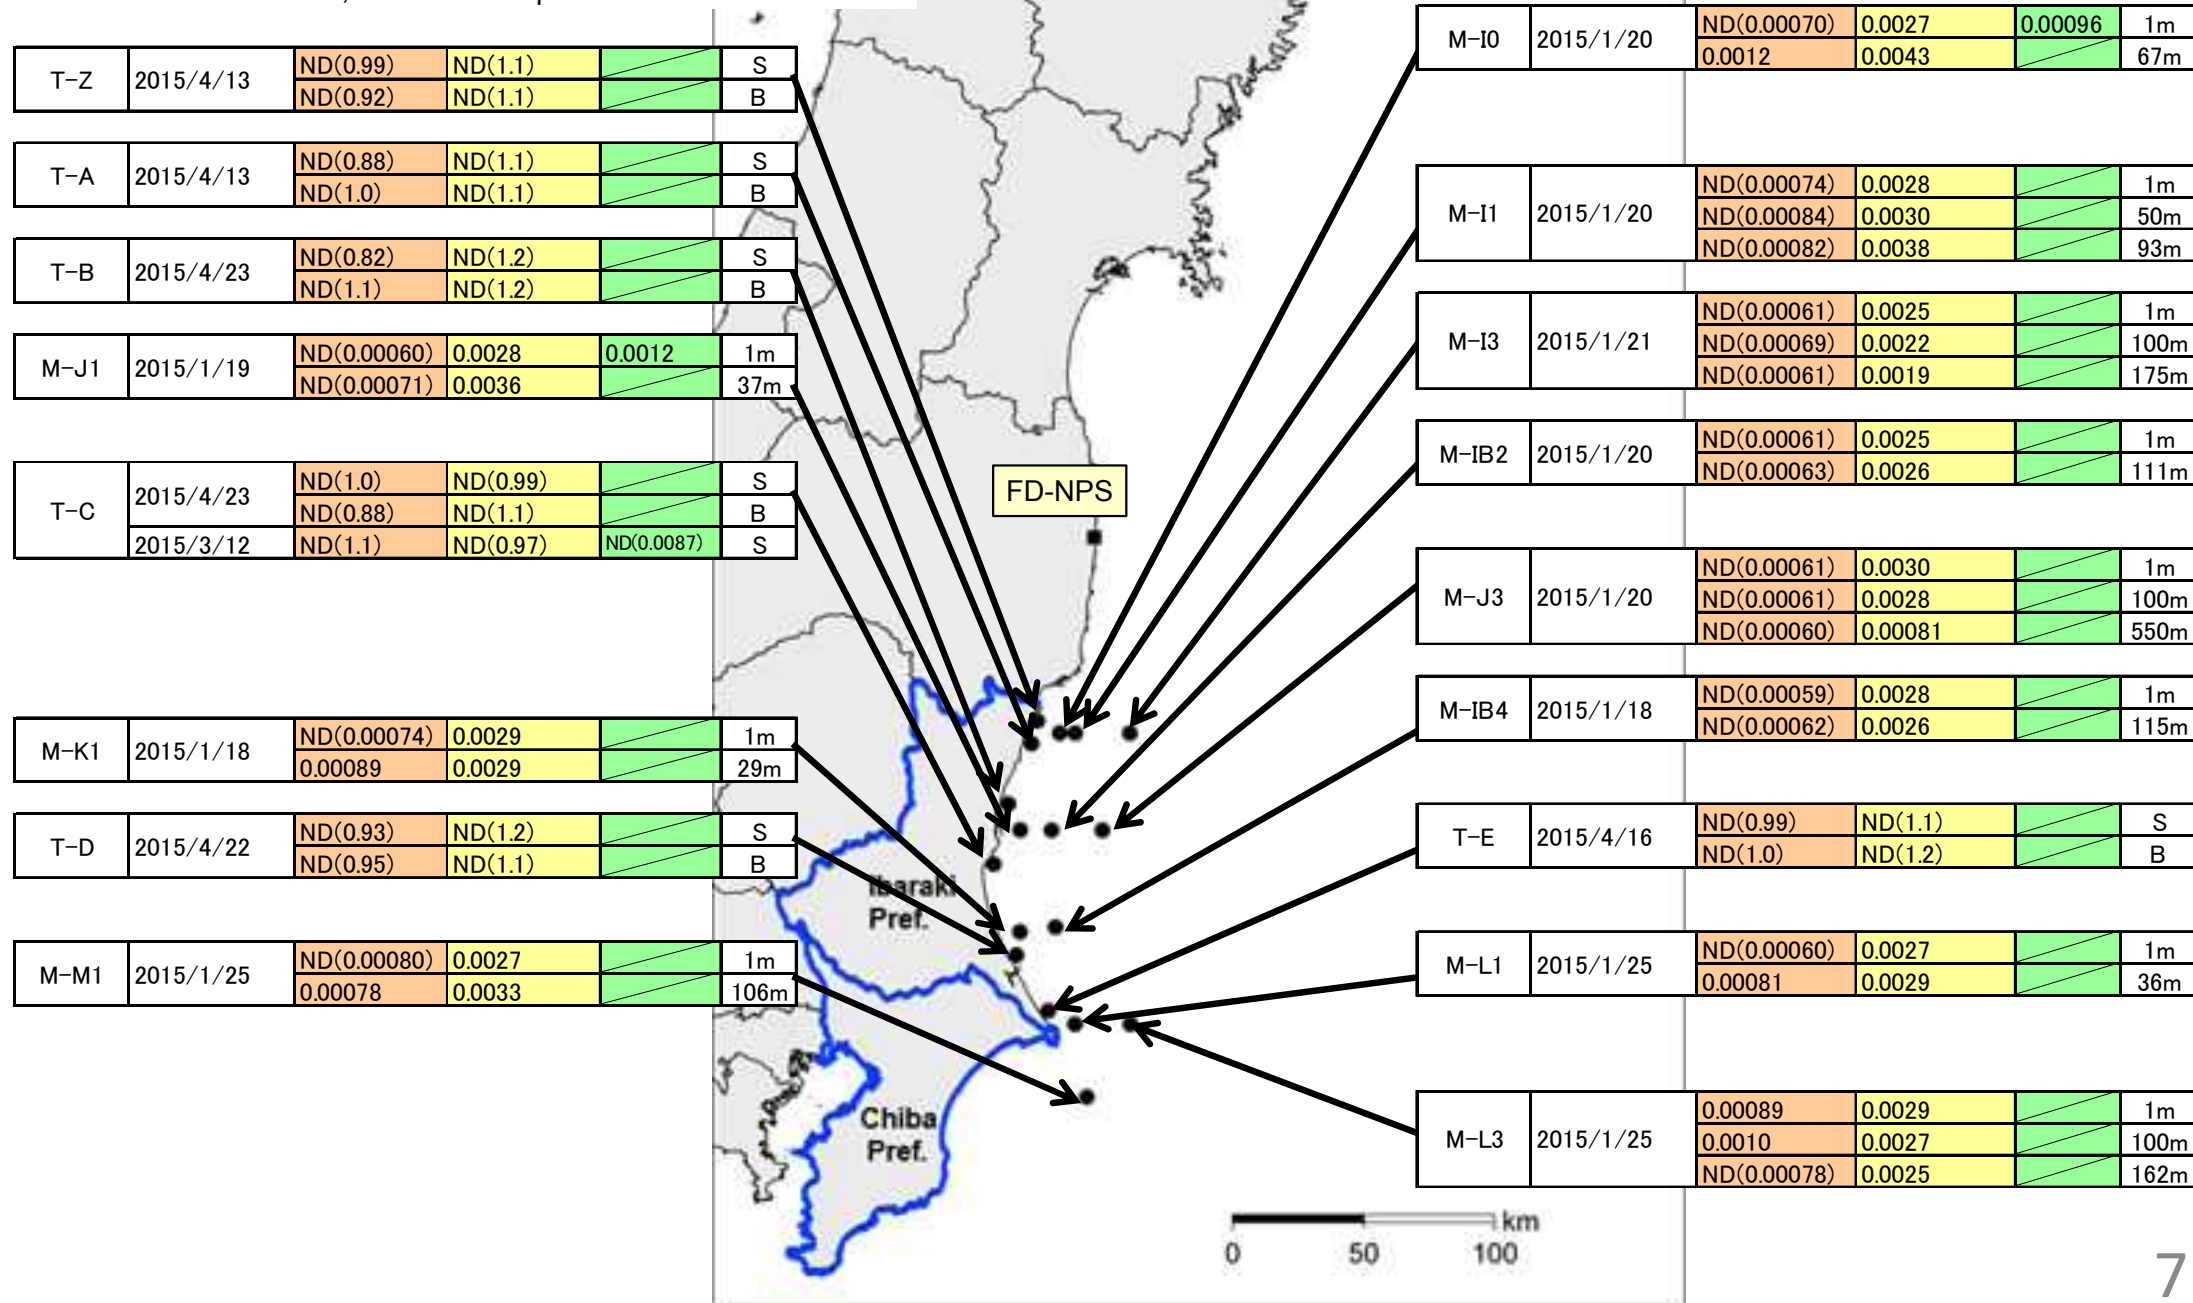 T-Z 2015/4/13 ND(0.99) ND(1.1) S
ND(0.92) ND(1.1) B
T-A 2015/4/13 ND(0.88) ND(1.1) S
ND(1.0) ND(1.1) B
T-B 2015/4/23 ND(0.82) ND(1.2) S
ND(1.1) ND(1.2) B
M-J1 2015/1/19 ND(0.00060) 0.0028 0.0012 1m
ND(0.00071) 0.0036 37m
T-C 2015/4/23 ND(1.0) ND(0.99) S
ND(0.88) ND(1.1) B
2015/3/12 ND(1.1) ND(0.97) ND(0.0087) S
M-K1 2015/1/18 ND(0.00074) 0.0029 1m
0.00089 0.0029 29m
T-D 2015/4/22 ND(0.93) ND(1.2) S
ND(0.95) ND(1.1) B
M-M1 2015/1/25 ND(0.00080) 0.0027 1m
0.00078 0.0033 106m
FD-NPS
Ibaraki
Pref.
Chiba
Pref.
M-I0 2015/1/20 ND(0.00070) 0.0027 0.00096 1m
0.0012 0.0043 67m
M-I1 2015/1/20 ND(0.00074) 0.0028 1m
ND(0.00084) 0.0030 50m
ND(0.00082) 0.0038 93m
M-I3 2015/1/21 ND(0.00061) 0.0025 1m
ND(0.00069) 0.0022 100m
ND(0.00061) 0.0019 175m
M-IB2 2015/1/20 ND(0.00061) 0.0025 1m
ND(0.00063) 0.0026 111m
M-J3 2015/1/20 ND(0.00061) 0.0030 1m
ND(0.00061) 0.0028 100m
ND(0.00060) 0.00081 550m
M-IB4 2015/1/18 ND(0.00059) 0.0028 1m
ND(0.00062) 0.0026 115m
T-E 2015/4/16 ND(0.99) ND(1.1) S
ND(1.0) ND(1.2) B
M-L1 2015/1/25 ND(0.00060) 0.0027 1m
0.00081 0.0029 36m
M-L3 2015/1/25 0.00089 0.0029 1m
0.0010 0.0027 100m
ND(0.00078) 0.0025 162m
km
0 50 100
7